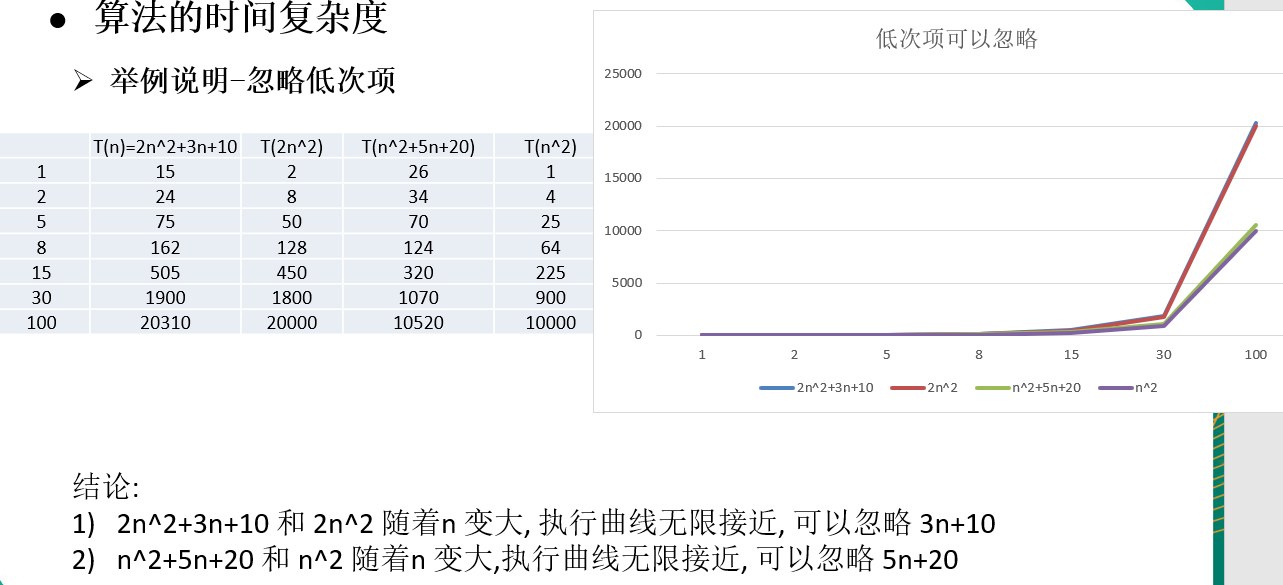 ● 算法的时间复杂度
➢ 举例说明-忽略低次项
T(n)=2n^2+3n+10 T(2n^2) T(n^2+5n+20) T(n^2)
1 15 2 26 1
2 24 8 34 4
5 75 50 70 25
8 162 128 124 64
15 505 450 320 225
30 1900 1800 1070 900
100 20310 20000 10520 10000
低次项可以忽略
25000
20000
15000
10000
5000
0
1 2 5 8 15 30 100
2n^2+3n+10 2n^2 n^2+5n+20 n^2
结论:
1) 2n^2+3n+10 和 2n^2 随着n 变大, 执行曲线无限接近, 可以忽略 3n+10
2) n^2+5n+20 和 n^2 随着n 变大,执行曲线无限接近, 可以忽略 5n+20